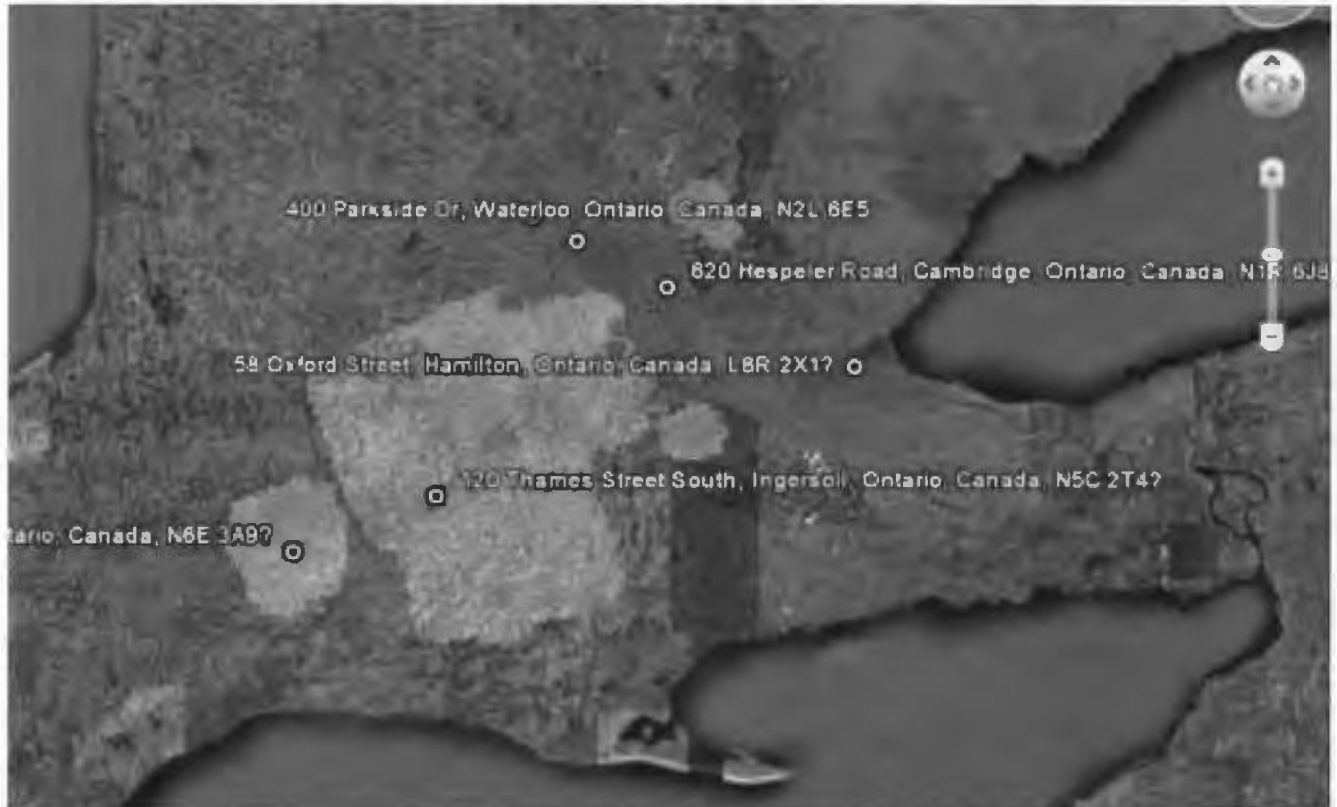 400 Parkside Dr, Waterloo, Ontario, Canada, N2L 6E5
620 Hespeler Road, Cambridge, Ontario, Canada, N1R 6J8
58 Oxford Street, Hamilton, Ontario, Canada, L8R 2X1?
120 Thames Street South, Ingersoll, Ontario, Canada, N5C 2T4?
tario, Canada, N6E 3A9?